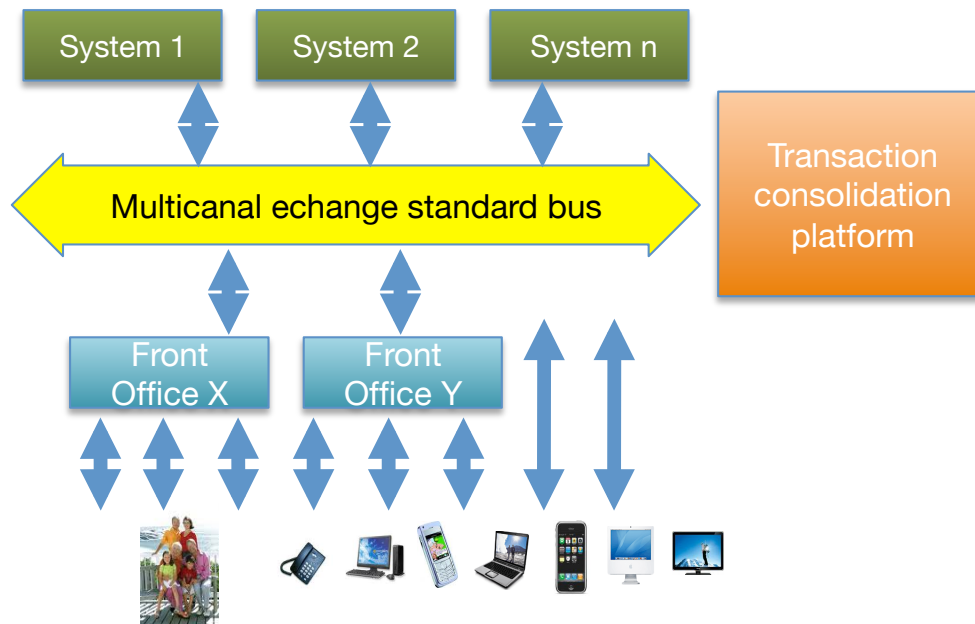 System 1
System 2
System n
Transaction
consolidation
platform
Multicanal echange standard bus
Front
Office X
Front
Office Y